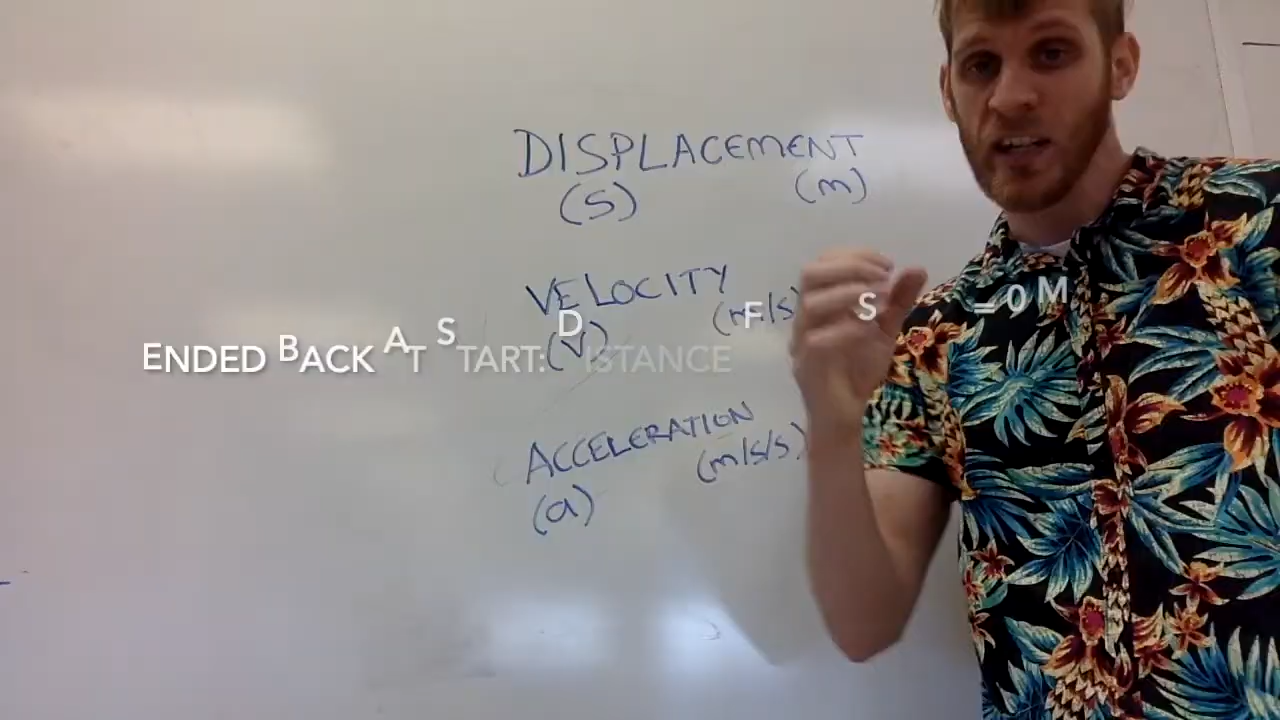 DISPLACEMENT
(S) (m)
VELOCITY
(V) (m/s)
ENDED BACK AT START: DISTANCE F S = 0 M
ACCELERATION
(a) (m/s/s)